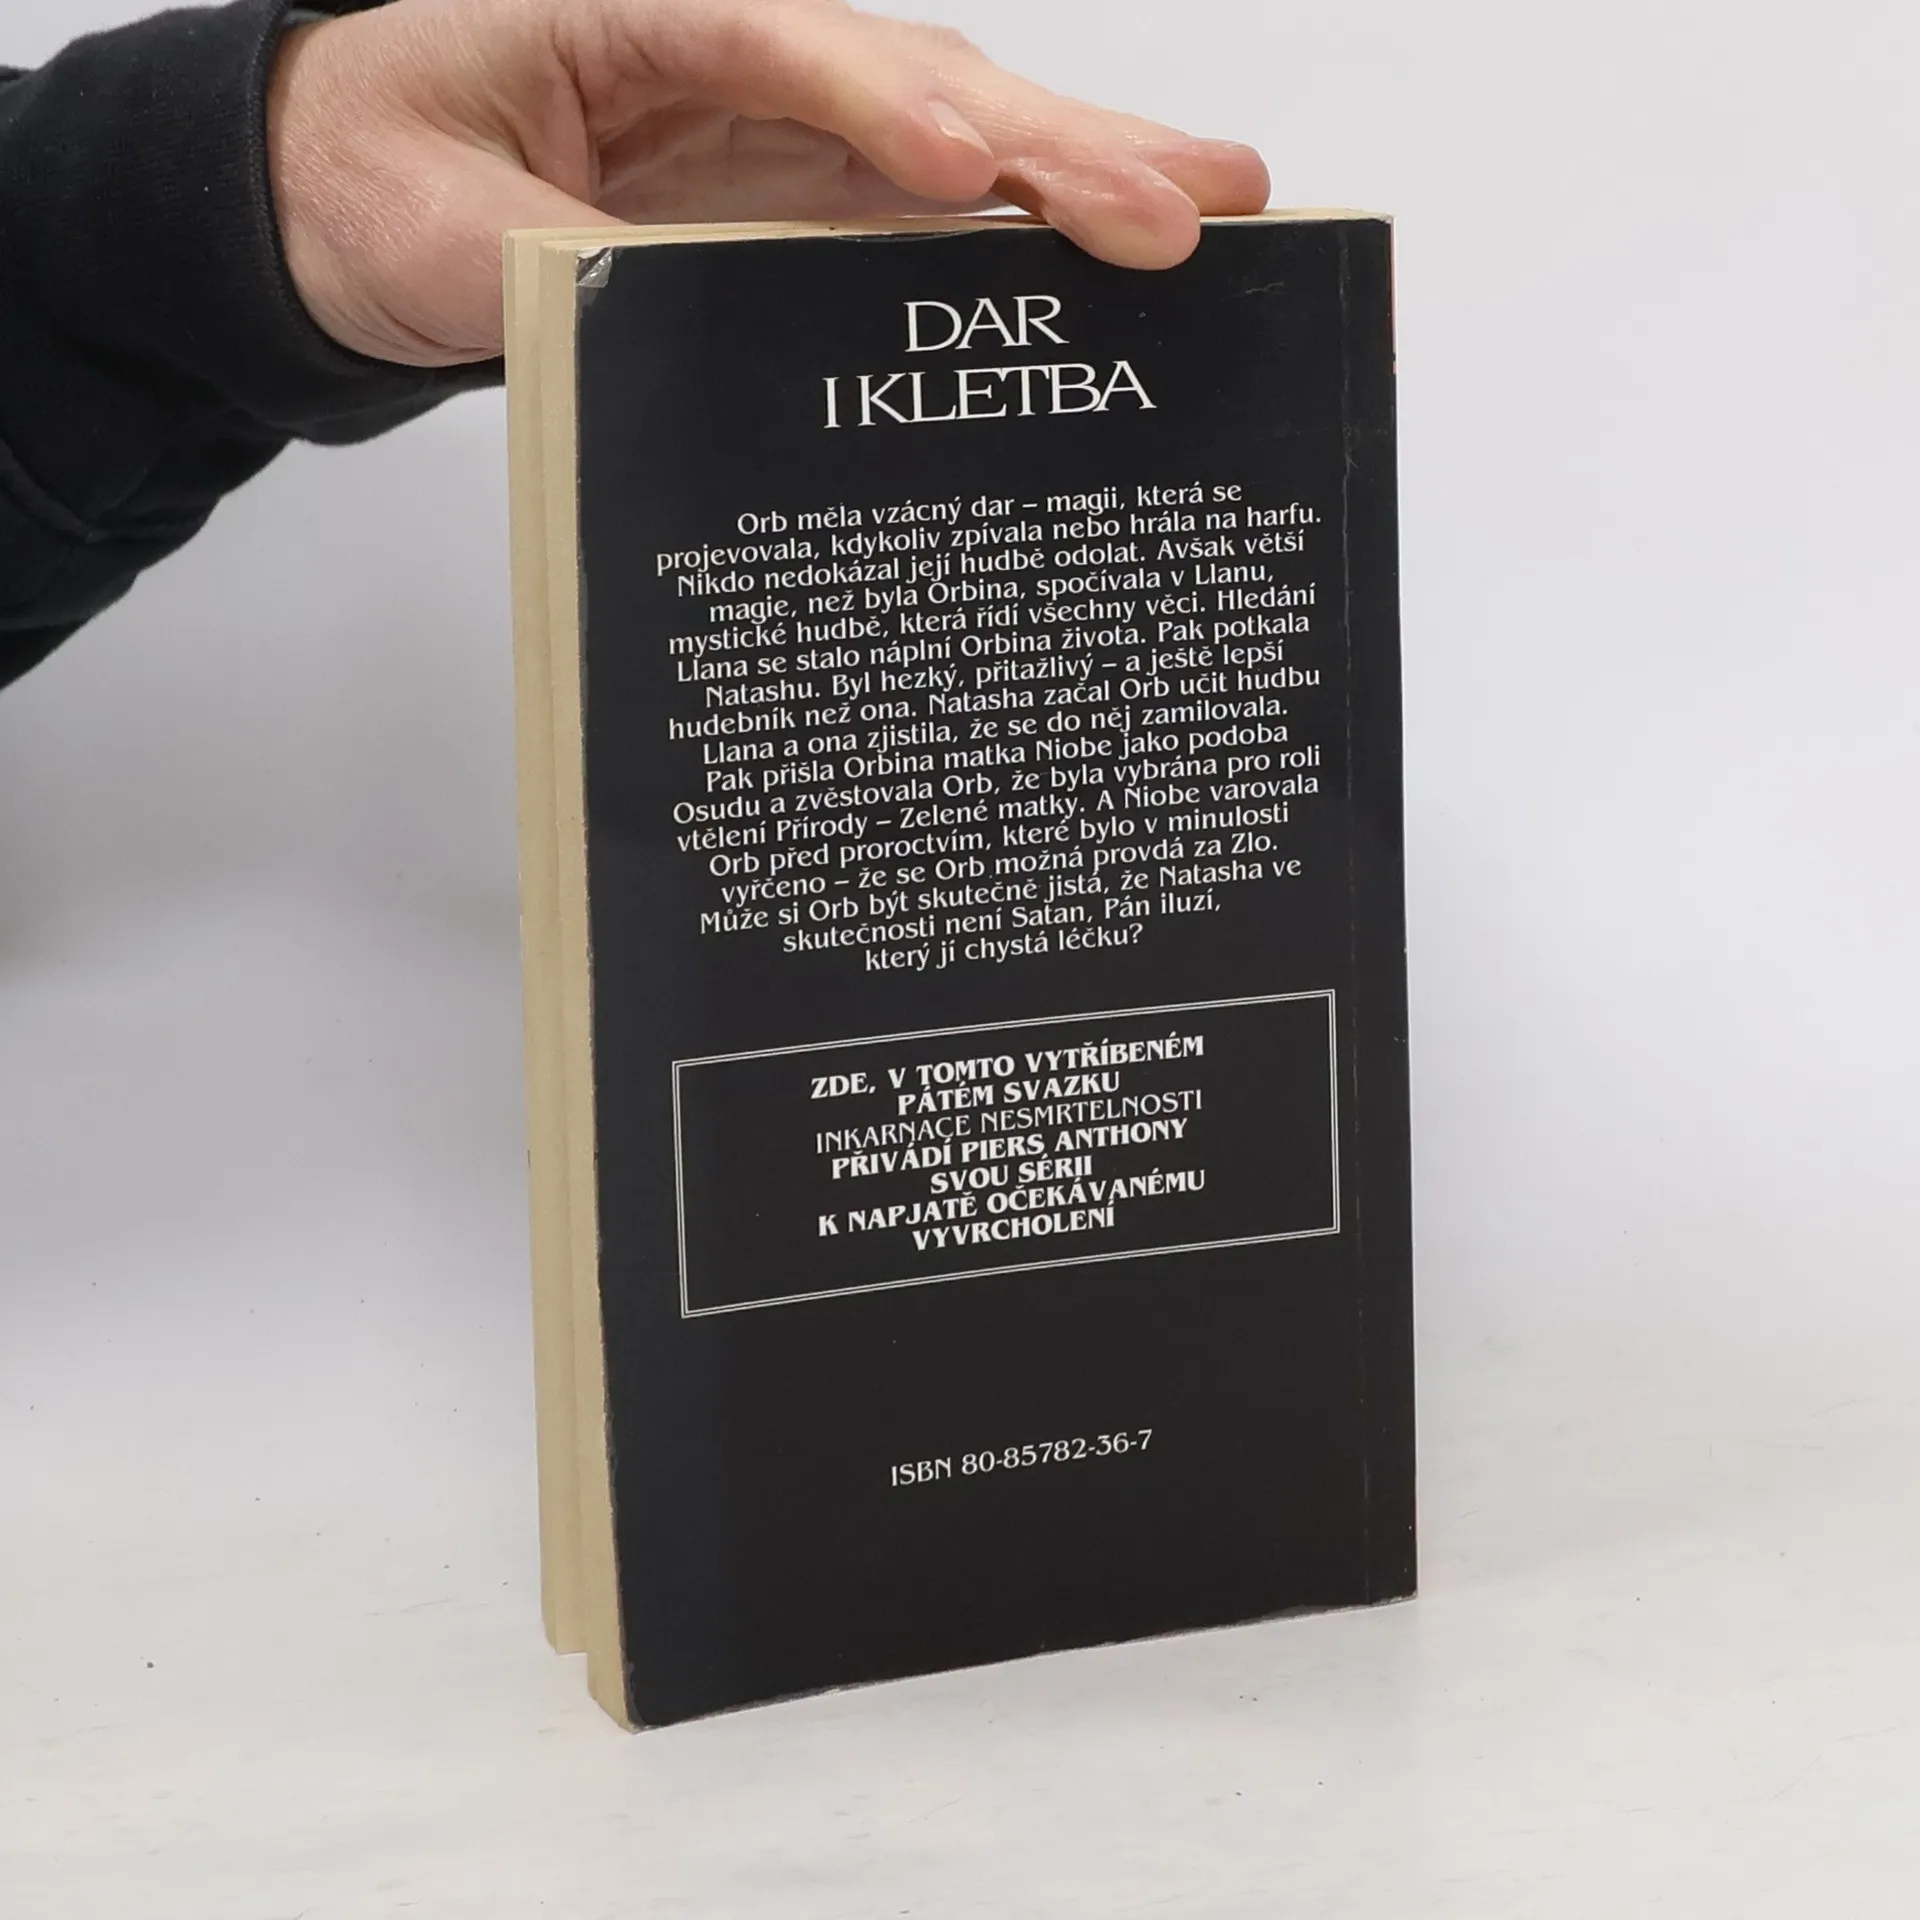 DAR
I KLETBA
Orb měla vzácný dar – magii, která se
projevovala, kdykoliv zpívala nebo hrála na harfu.
Nikdo nedokázal její hudbě odolat. Avšak větší
magie, než byla Orbina, spočívala v Llanu,
mystické hudbě, která řídí všechny věci. Hledání
Llana se stalo náplní Orbina života. Pak potkala
Natashu. Byl hezký, přitažlivý – a ještě lepší
hudebník než ona. Natasha začal Orb učit hudbu
Llana a ona zjistila, že se do něj zamilovala.
Pak přišla Orbina matka Niobe jako podoba
Osudu a zvěstovala Orb, že byla vybrána pro roli
vtělení Přírody – Zelené matky. A Niobe varovala
Orb před proroctvím, které bylo v minulosti
vyřčeno – že se Orb možná provdá za Zlo.
Může si Orb být skutečně jistá, že Natasha ve
skutečnosti není Satan, Pán iluzí,
který jí chystá léčku?
ZDE, V TOMTO VYTŘÍBENÉM
PÁTÉM SVAZKU
INKARNACE NESMRTELNOSTI
PŘIVÁDÍ PIERS ANTHONY
SVOU SÉRII
K NAPJATĚ OČEKÁVANÉMU
VYVRCHOLENÍ
ISBN 80-85782-36-7